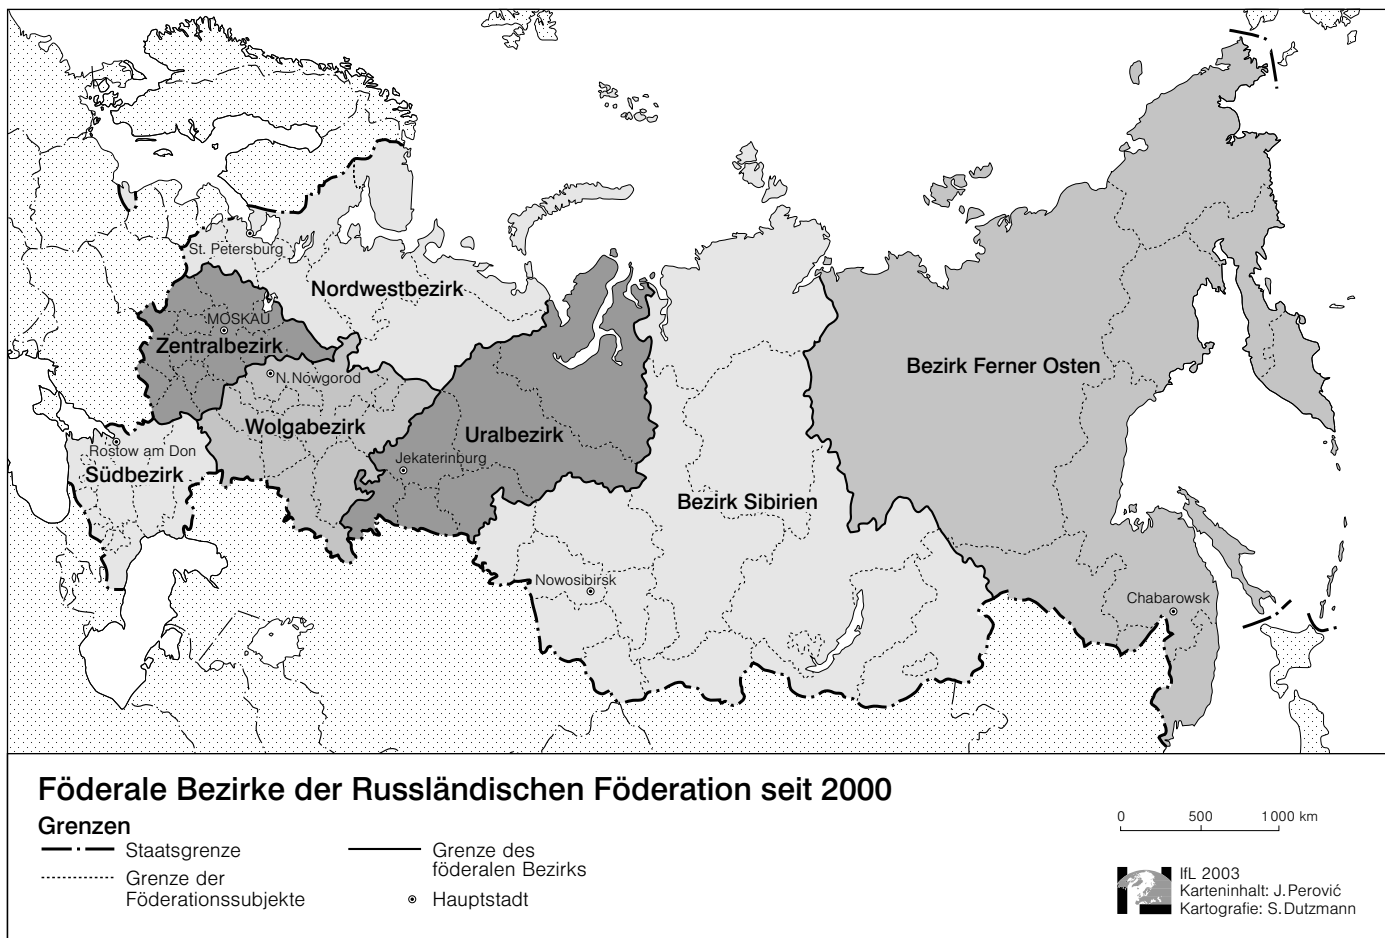 St. Petersburg
Nordwestbezirk
MOSKAU
Zentralbezirk
N. Nowgorod
Bezirk Ferner Osten
Wolgabezirk
Uralbezirk
Rostow am Don
Jekaterinburg
Südbezirk
Bezirk Sibirien
Nowosibirsk
Chabarowsk
Föderale Bezirke der Russländischen Föderation seit 2000
Grenzen
Staatsgrenze
Grenze der
Föderationssubjekte
Grenze des
föderalen Bezirks
Hauptstadt
0 500 1000 km
IfL 2003
Karteninhalt: J. Perović
Kartografie: S. Dutzmann